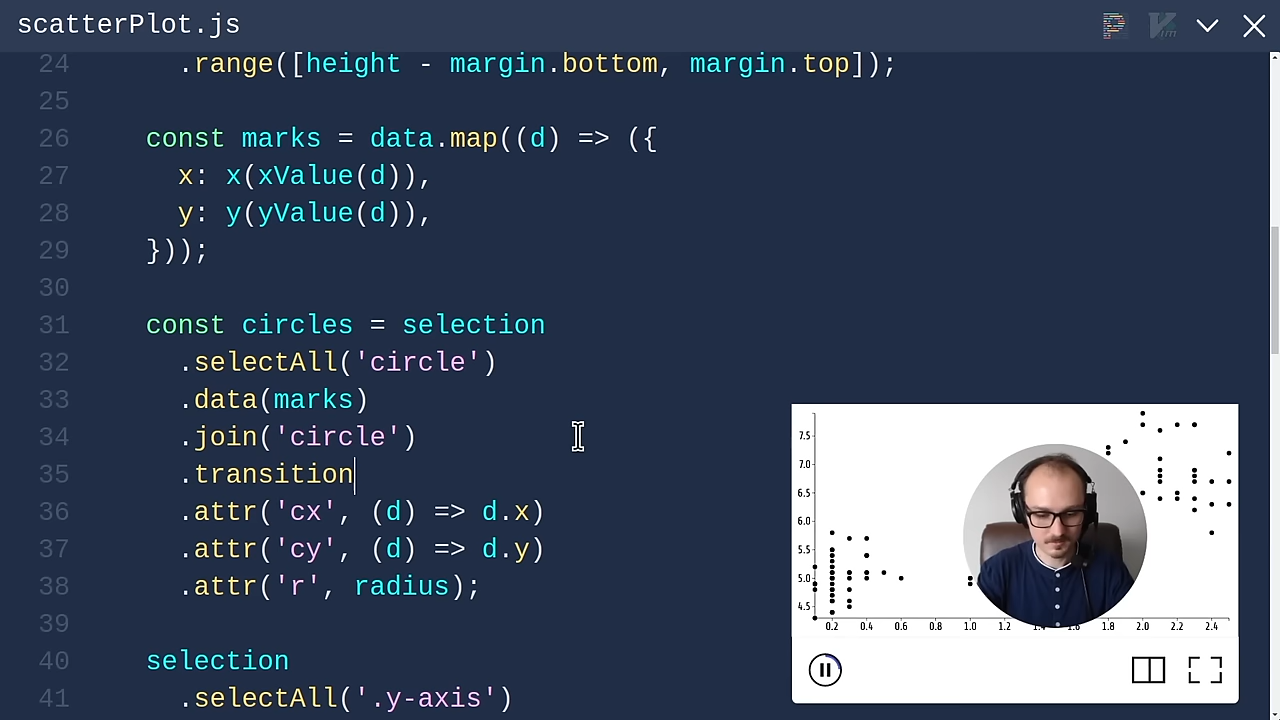 scatterPlot.js
24 .range([height - margin.bottom, margin.top]);
25
26 const marks = data.map((d) => ({
27 x: x(xValue(d)),
28 y: y(yValue(d)),
29 }));
30
31 const circles = selection
32 .selectAll('circle')
33 .data(marks)
34 .join('circle')
35 .transition
36 .attr('cx', (d) => d.x)
37 .attr('cy', (d) => d.y)
38 .attr('r', radius);
39
40 selection
41 .selectAll('.y-axis')
7.5
7.0
6.5
6.0
5.5
5.0
4.5
0.2 0.4 0.6 0.8 1.0 1.2 1.8 2.0 2.2 2.4